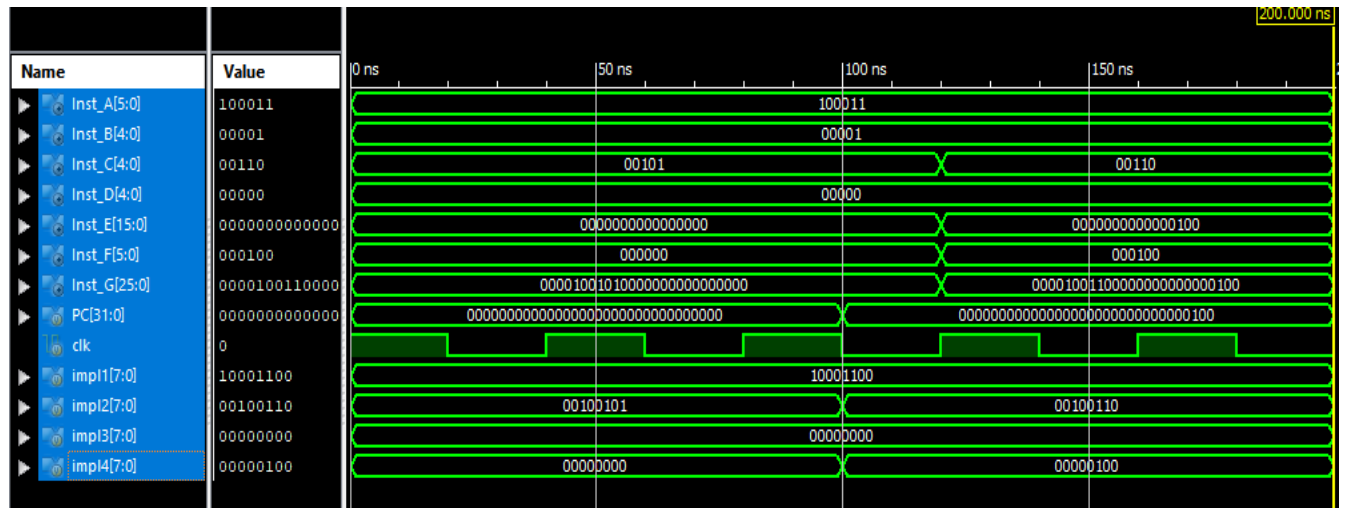 200.000 ns
Name Value 0 ns 50 ns 100 ns 150 ns
Inst_A[5:0] 100011 100011
Inst_B[4:0] 00001 00001
Inst_C[4:0] 00110 00101 00110
Inst_D[4:0] 00000 00000
Inst_E[15:0] 0000000000000 0000000000000000 0000000000000100
Inst_F[5:0] 000100 000000 000100
Inst_G[25:0] 0000100110000 00001001010000000000000000 00001001100000000000000100
PC[31:0] 0000000000000 00000000000000000000000000000000 00000000000000000000000000000100
clk 0
impl1[7:0] 10001100 10001100
impl2[7:0] 00100110 00100101 00100110
impl3[7:0] 00000000 00000000
impl4[7:0] 00000100 00000000 00000100